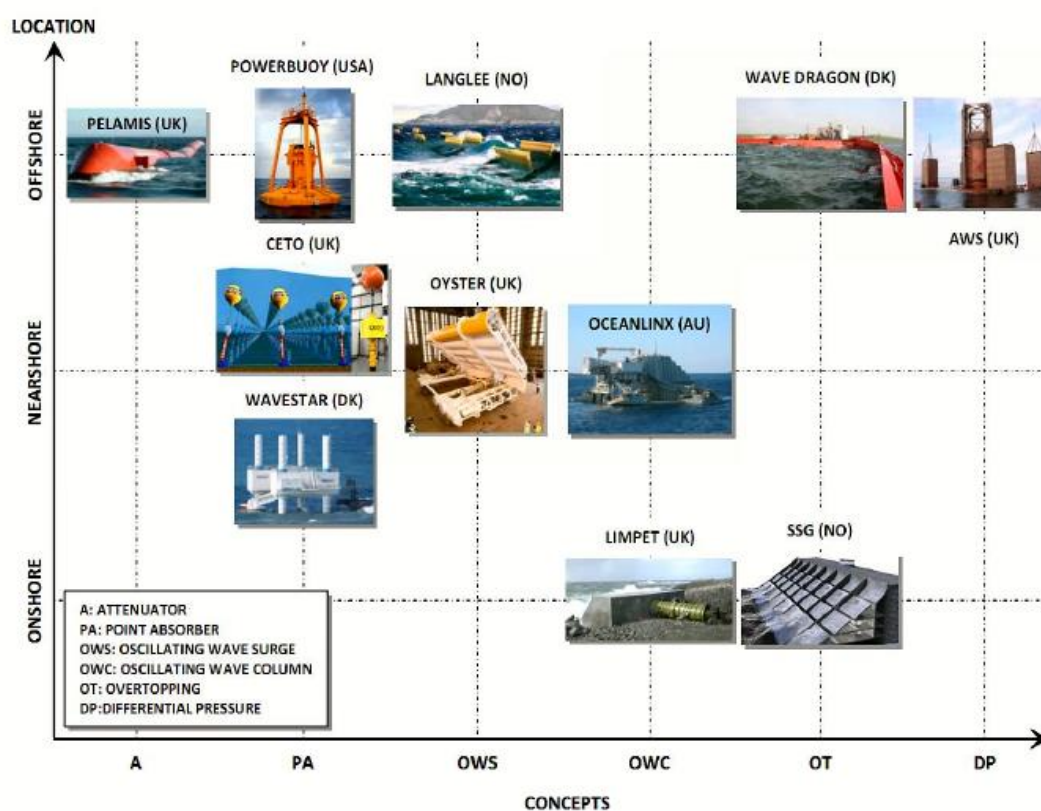 LOCATION
POWERBUOY (USA)
LANGLEE (NO)
WAVE DRAGON (DK)
PELAMIS (UK)
OFFSHORE
AWS (UK)
CETO (UK)
OYSTER (UK)
OCEANLINX (AU)
NEARSHORE
WAVESTAR (DK)
LIMPET (UK)
SSG (NO)
ONSHORE
A: ATTENUATOR
PA: POINT ABSORBER
OWS: OSCILLATING WAVE SURGE
OWC: OSCILLATING WAVE COLUMN
OT: OVERTOPPING
DP:DIFFERENTIAL PRESSURE
A
PA
OWS
OWC
OT
DP
CONCEPTS